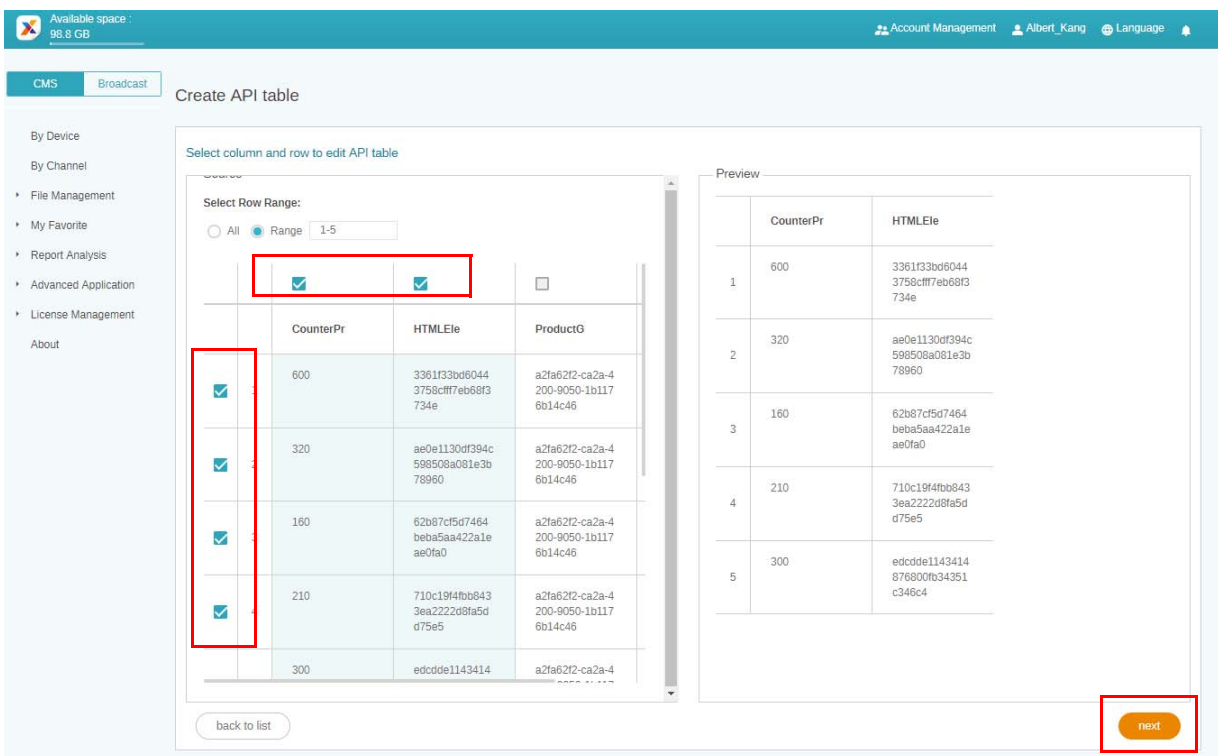 Available space :
98.8 GB
Account Management
Albert_Kang
Language
CMS
Broadcast
Create API table
By Device
By Channel
File Management
My Favorite
Report Analysis
Advanced Application
License Management
About
Select column and row to edit API table
Source
Select Row Range:
All
Range
1-5
CounterPr
HTMLEle
ProductG
1
600
3361f33bd6044
3758cfff7eb68f3
734e
a2fa62f2-ca2a-4
200-9050-1b117
6b14c46
2
320
ae0e1130df394c
598508a081e3b
78960
a2fa62f2-ca2a-4
200-9050-1b117
6b14c46
3
160
62b87cf5d7464
beba5aa422a1e
ae0fa0
a2fa62f2-ca2a-4
200-9050-1b117
6b14c46
4
210
710c19f4fbb843
3ea2222d8fa5d
d75e5
a2fa62f2-ca2a-4
200-9050-1b117
6b14c46
300
edcdde1143414
a2fa62f2-ca2a-4
Preview
CounterPr
HTMLEle
1
600
3361f33bd6044
3758cfff7eb68f3
734e
2
320
ae0e1130df394c
598508a081e3b
78960
3
160
62b87cf5d7464
beba5aa422a1e
ae0fa0
4
210
710c19f4fbb843
3ea2222d8fa5d
d75e5
5
300
edcdde1143414
876800fb34351
c346c4
back to list
next